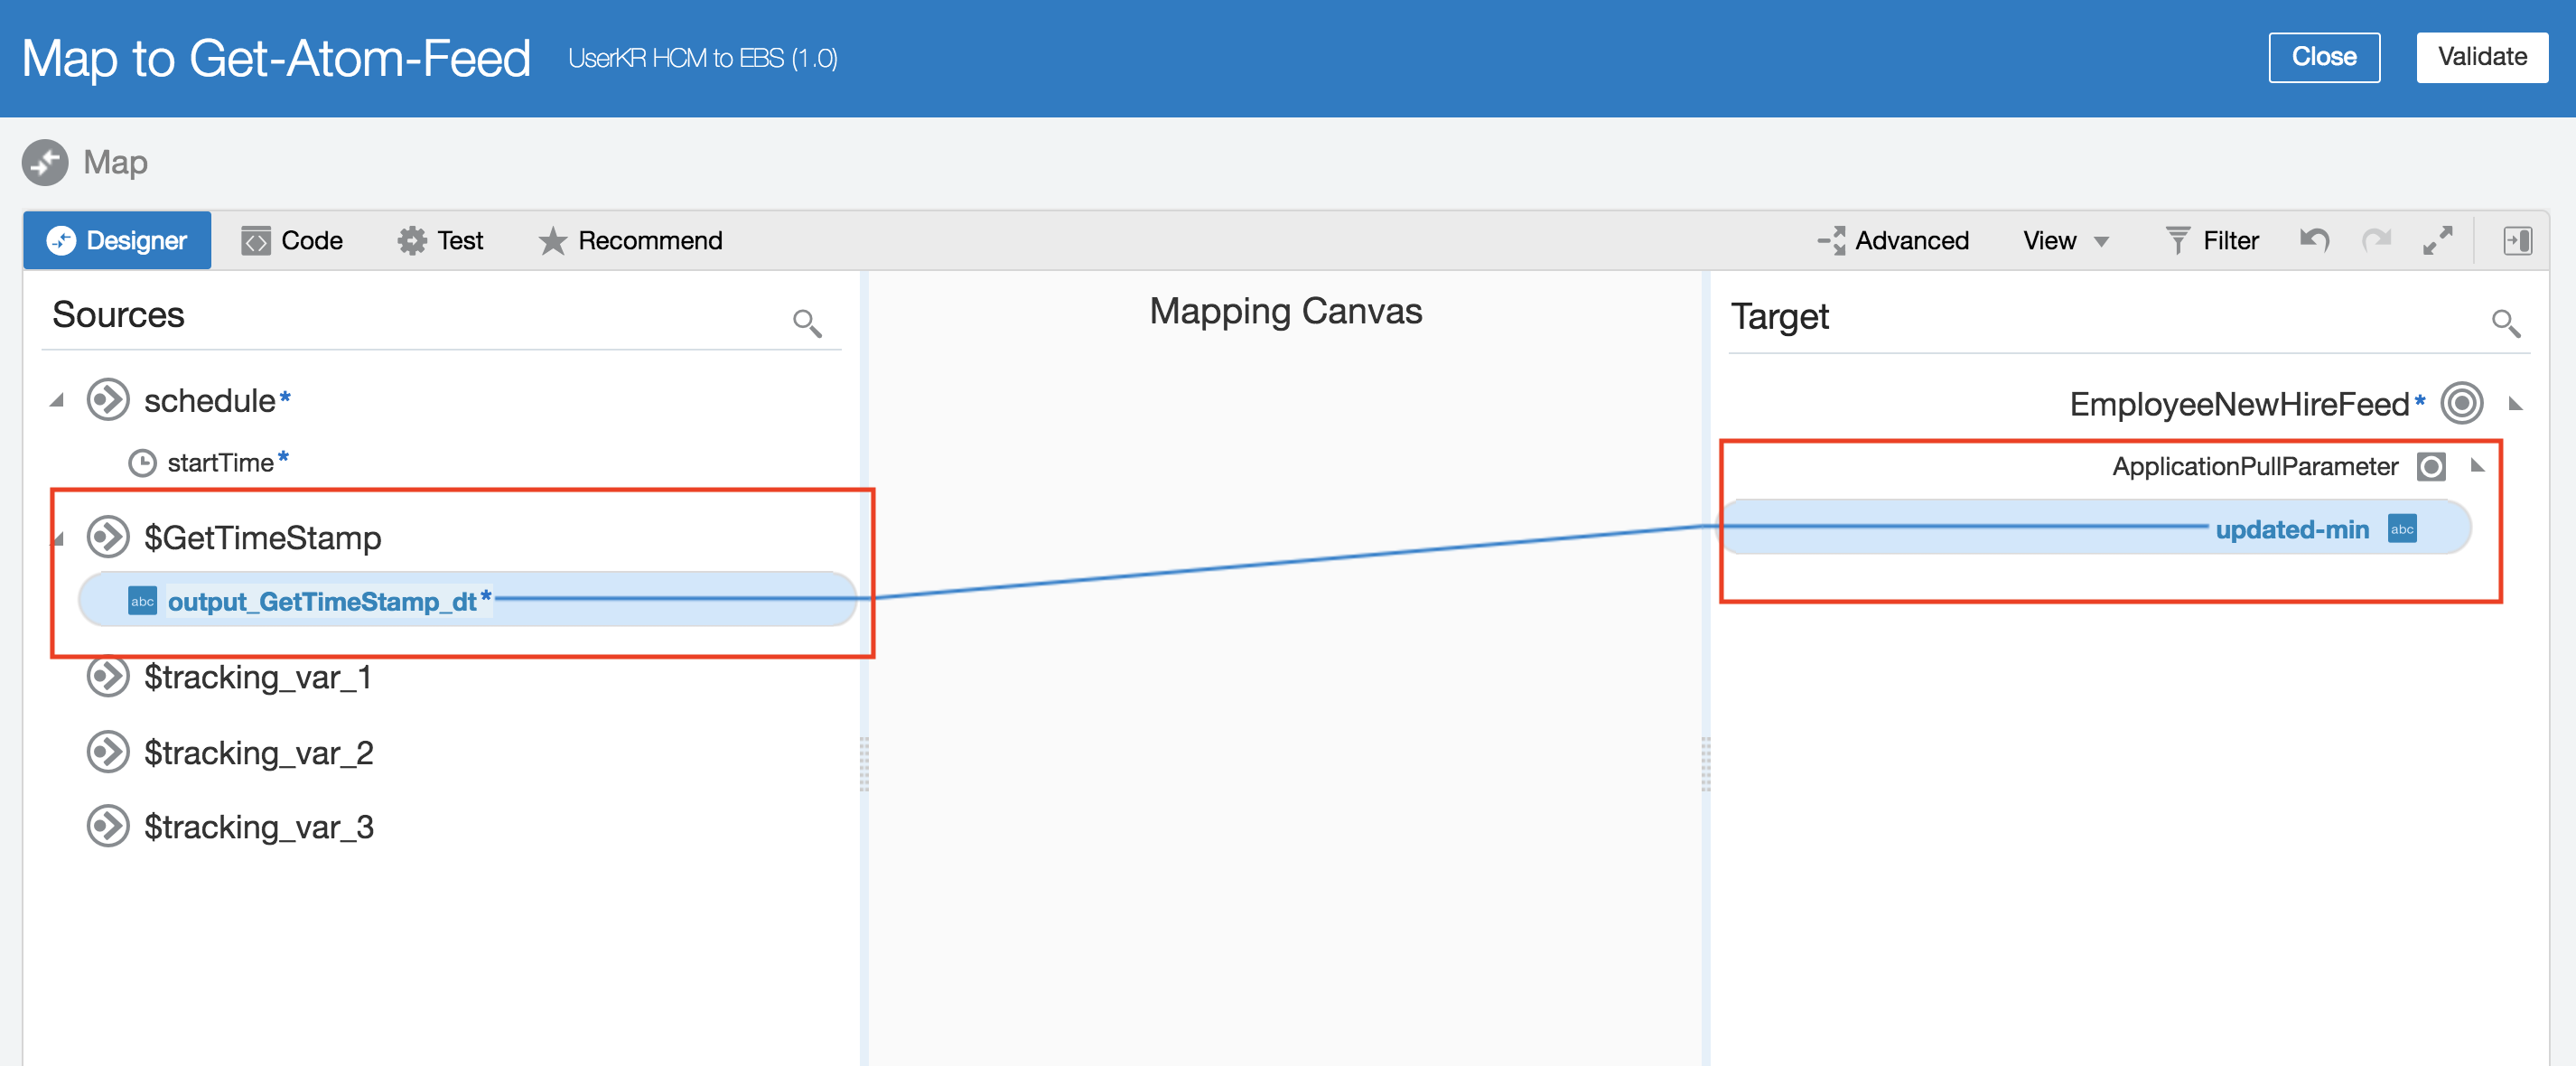 Map to Get-Atom-Feed UserKR HCM to EBS (1.0) Close Validate
Map
Designer Code Test Recommend Advanced View Filter
Sources Mapping Canvas Target
schedule* EmployeeNewHireFeed*
startTime* ApplicationPullParameter
$GetTimeStamp updated-min abc
abc output_GetTimeStamp_dt*
$tracking_var_1
$tracking_var_2
$tracking_var_3